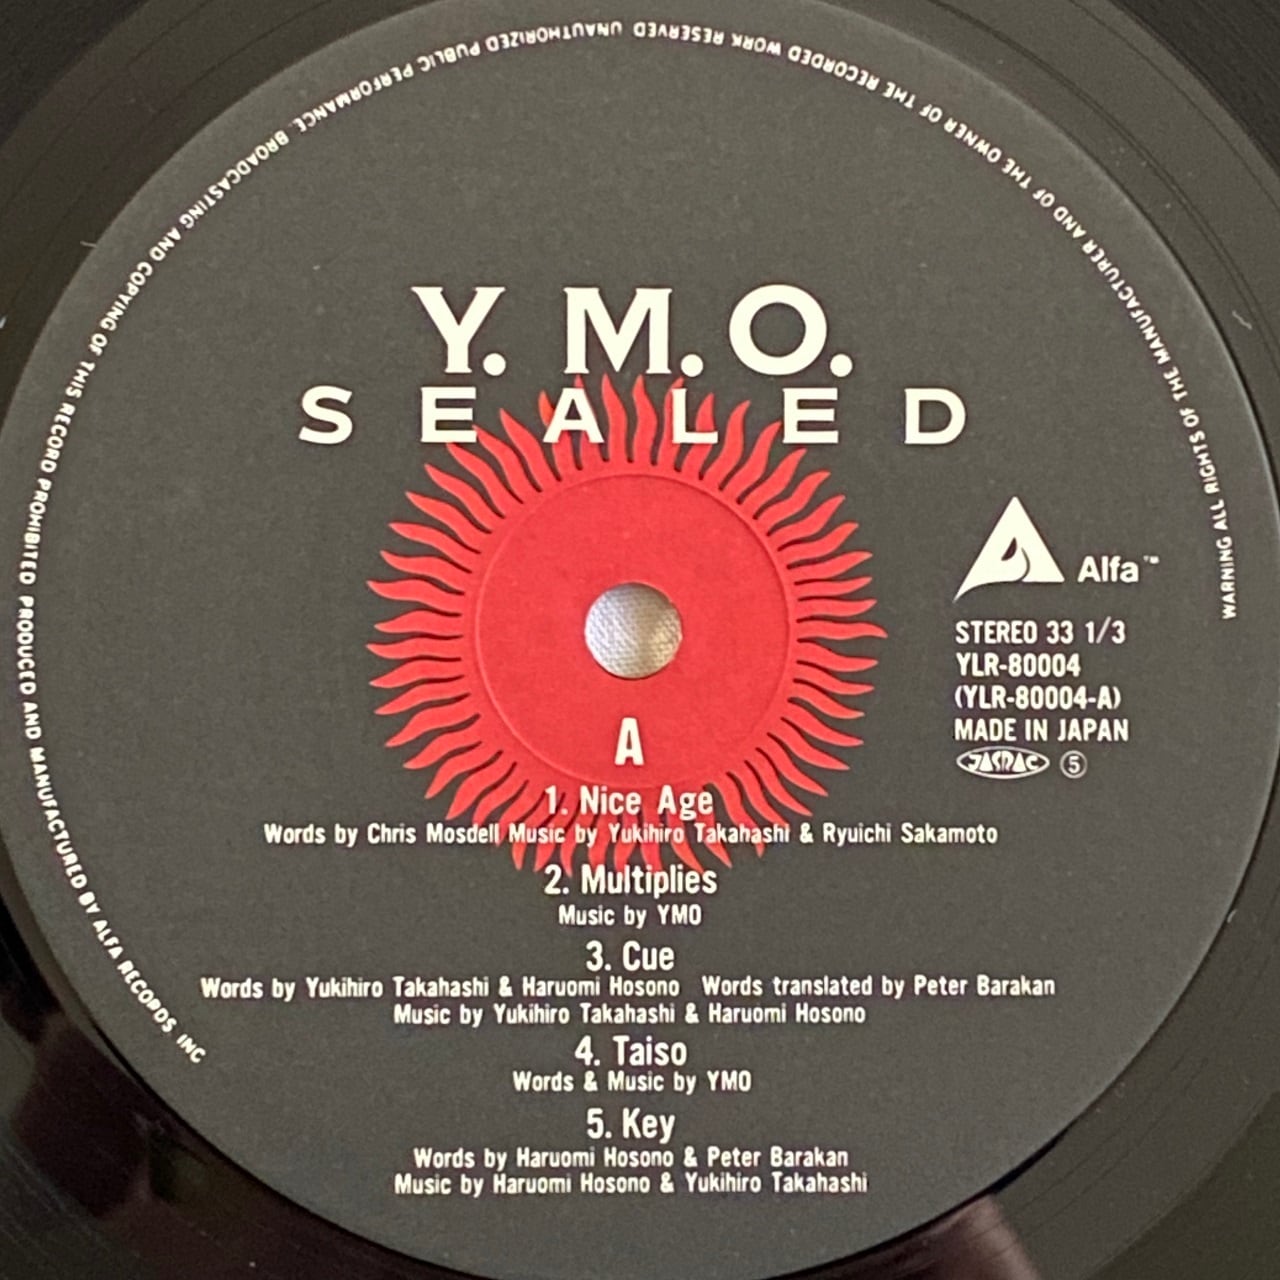 Y. M. O.
SEALED
Alfa™
STEREO 33 1/3
YLR-80004
(YLR-80004-A)
MADE IN JAPAN
JASRAC ⑤
A
1. Nice Age
Words by Chris Mosdell Music by Yukihiro Takahashi & Ryuichi Sakamoto
2. Multiplies
Music by YMO
3. Cue
Words by Yukihiro Takahashi & Haruomi Hosono Words translated by Peter Barakan
Music by Yukihiro Takahashi & Haruomi Hosono
4. Taiso
Words & Music by YMO
5. Key
Words by Haruomi Hosono & Peter Barakan
Music by Haruomi Hosono & Yukihiro Takahashi
WARNING ALL RIGHTS OF THE MANUFACTURER AND OF THE OWNER OF THE RECORDED WORK RESERVED UNAUTHORIZED PUBLIC PERFORMANCE, BROADCASTING AND COPYING OF THIS RECORD PROHIBITED PRODUCED AND MANUFACTURED BY ALFA RECORDS, INC